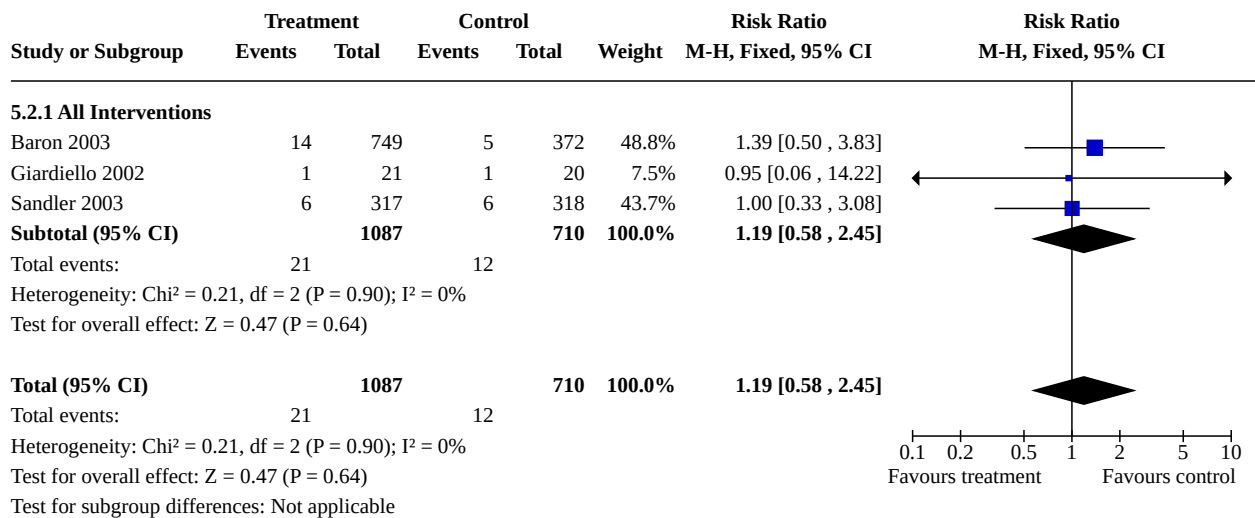 Treatment Control Risk Ratio Risk Ratio
Study or Subgroup Events Total Events Total Weight M-H, Fixed, 95% CI M-H, Fixed, 95% CI
5.2.1 All Interventions
Baron 2003 14 749 5 372 48.8% 1.39 [0.50 , 3.83]
Giardiello 2002 1 21 1 20 7.5% 0.95 [0.06 , 14.22]
Sandler 2003 6 317 6 318 43.7% 1.00 [0.33 , 3.08]
Subtotal (95% CI) 1087 710 100.0% 1.19 [0.58 , 2.45]
Total events: 21 12
Heterogeneity: Chi² = 0.21, df = 2 (P = 0.90); I² = 0%
Test for overall effect: Z = 0.47 (P = 0.64)
Total (95% CI) 1087 710 100.0% 1.19 [0.58 , 2.45]
Total events: 21 12
Heterogeneity: Chi² = 0.21, df = 2 (P = 0.90); I² = 0%
0.1 0.2 0.5 1 2 5 10
Test for overall effect: Z = 0.47 (P = 0.64) Favours treatment Favours control
Test for subgroup differences: Not applicable